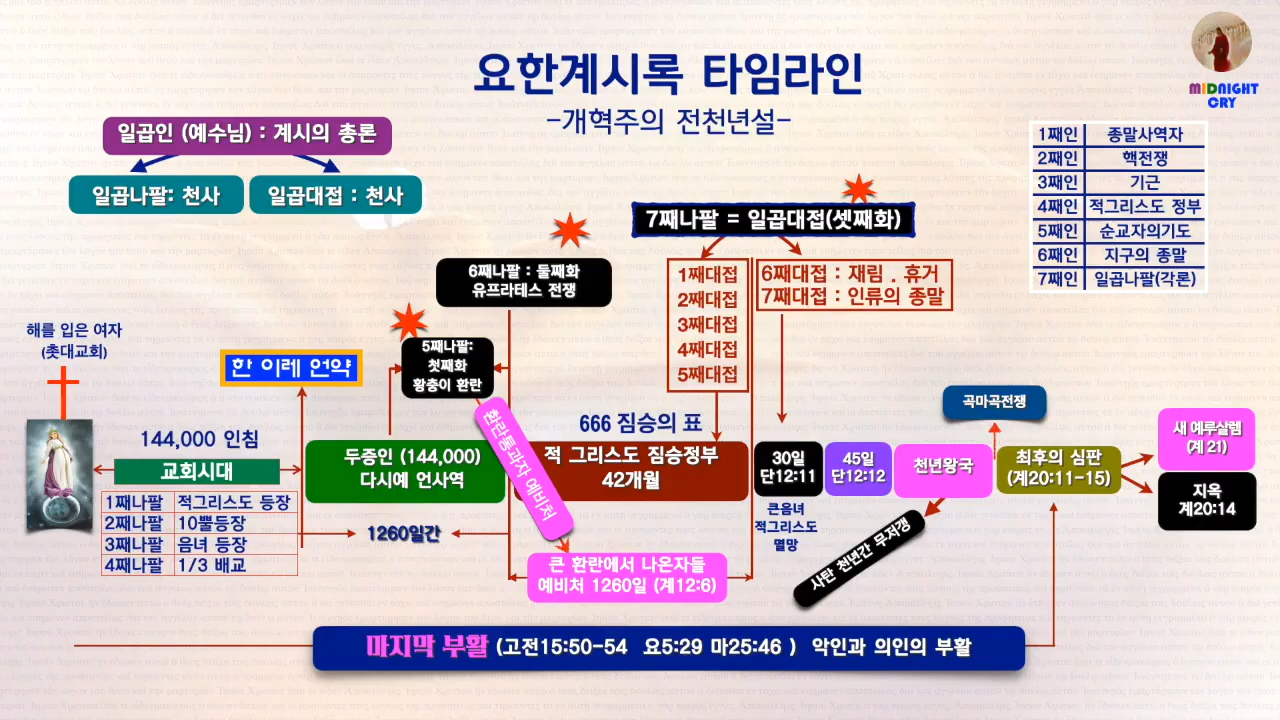 요한계시록 타임라인
-개혁주의 전천년설-
MIDNIGHT
CRY
일곱인 (예수님) : 계시의 총론
일곱나팔: 천사
일곱대접 : 천사
1째인 종말사역자
2째인 핵전쟁
3째인 기근
4째인 적그리스도 정부
5째인 순교자의기도
6째인 지구의 종말
7째인 일곱나팔(각론)
7째나팔 = 일곱대접(셋째화)
6째나팔 : 둘째화
유프라테스 전쟁
1째대접
2째대접
3째대접
4째대접
5째대접
6째대접 : 재림 . 휴거
7째대접 : 인류의 종말
해를 입은 여자
(촛대교회)
한 이레 언약
5째나팔:
첫째화
황충이 환란
144,000 인침
교회시대
1째나팔 적그리스도 등장
2째나팔 10뿔등장
3째나팔 음녀 등장
4째나팔 1/3 배교
두증인 (144,000)
다시예 언사역
1260일간
환란통과자 예비처
666 짐승의 표
적 그리스도 짐승정부
42개월
큰 환란에서 나온자들
예비처 1260일 (계12:6)
30일
단12:11
45일
단12:12
큰음녀
적그리스도
멸망
천년왕국
사탄 천년간 무저갱
곡마곡전쟁
최후의 심판
(계20:11-15)
새 예루살렘
(계 21)
지옥
계20:14
마지막 부활 (고전15:50-54 요5:29 마25:46 ) 악인과 의인의 부활